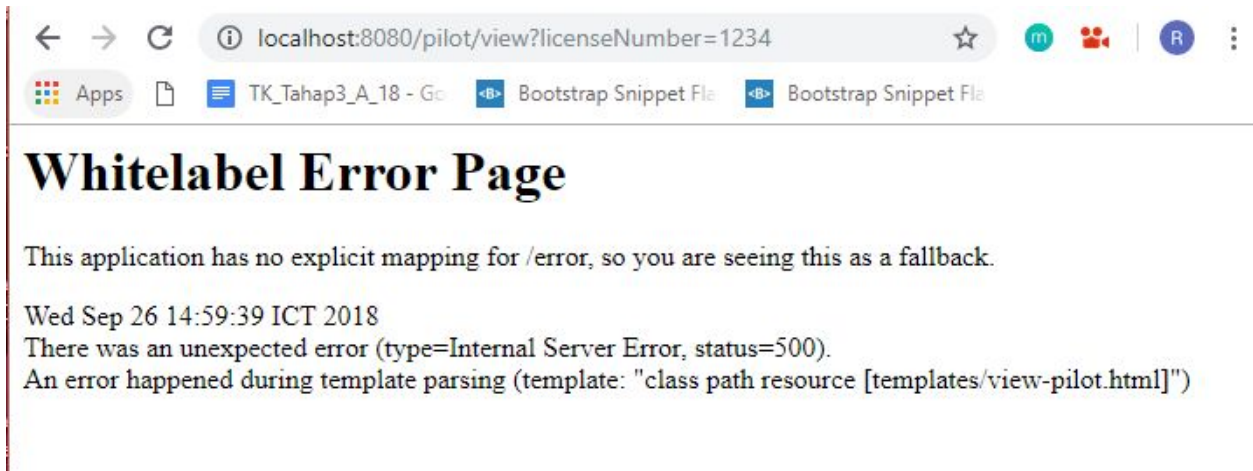 localhost:8080/pilot/view?licenseNumber=1234
m
R
Apps
TK_Tahap3_A_18 - Go
<B>
Bootstrap Snippet Fla
<B>
Bootstrap Snippet Fla
Whitelabel Error Page
This application has no explicit mapping for /error, so you are seeing this as a fallback.
Wed Sep 26 14:59:39 ICT 2018
There was an unexpected error (type=Internal Server Error, status=500).
An error happened during template parsing (template: "class path resource [templates/view-pilot.html]")